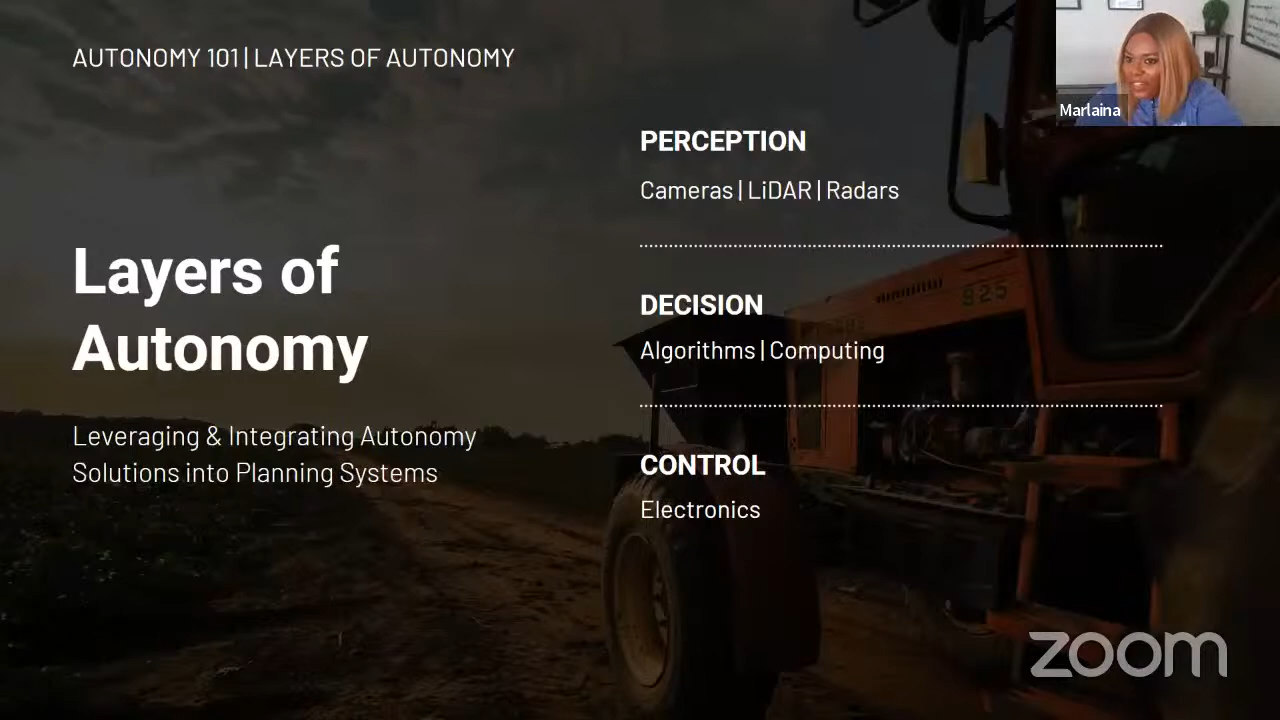 AUTONOMY 101 | LAYERS OF AUTONOMY
Marlaina
Layers of
Autonomy
Leveraging & Integrating Autonomy
Solutions into Planning Systems
PERCEPTION
Cameras | LiDAR | Radars
DECISION
Algorithms | Computing
CONTROL
Electronics
825
zoom